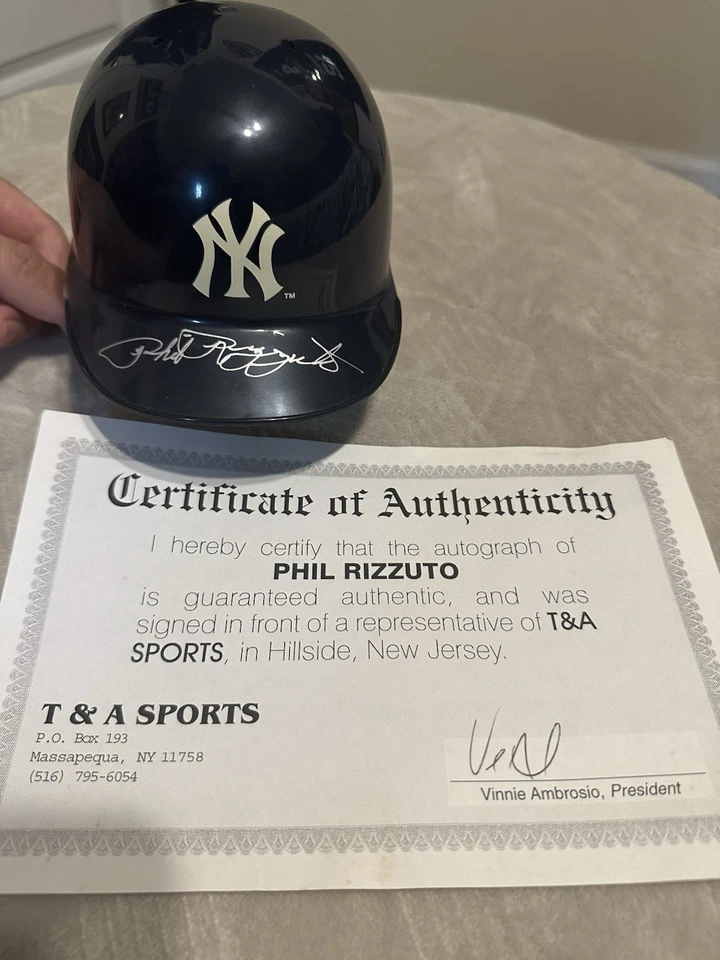 NY
TM
Phil Rizzuto
Certificate of Authenticity
I hereby certify that the autograph of
PHIL RIZZUTO
is guaranteed authentic, and was
signed in front of a representative of T&A
SPORTS, in Hillside, New Jersey.
T & A SPORTS
P.O. Box 193
Massapequa, NY 11758
(516) 795-6054
Vinnie Ambrosio, President